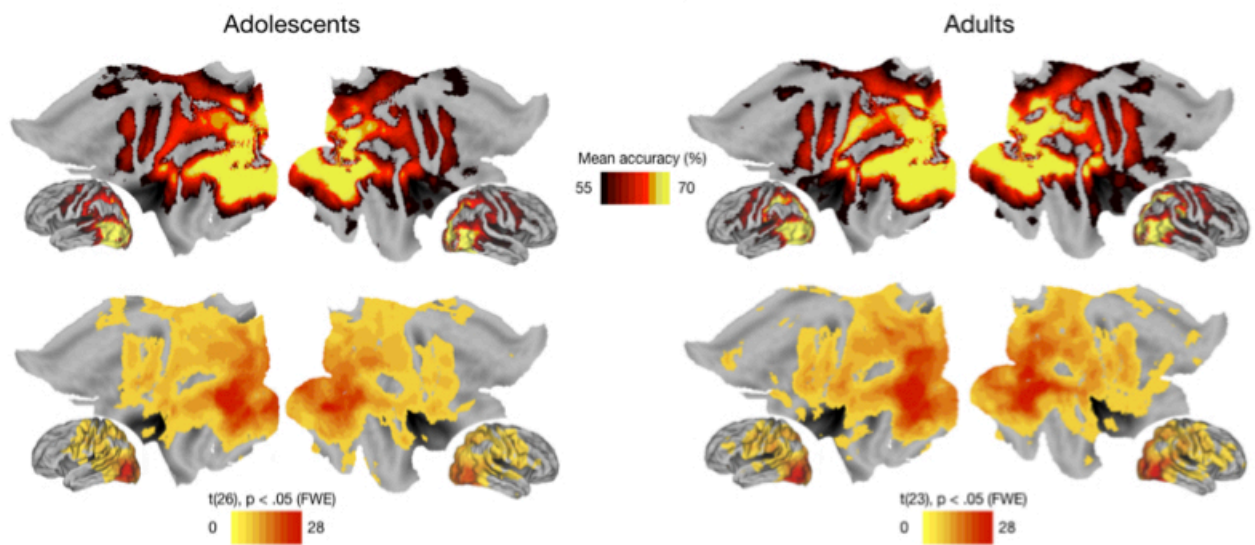 Adolescents
Adults
Mean accuracy (%)
55 70
t(26), p < .05 (FWE)
0 28
t(23), p < .05 (FWE)
0 28